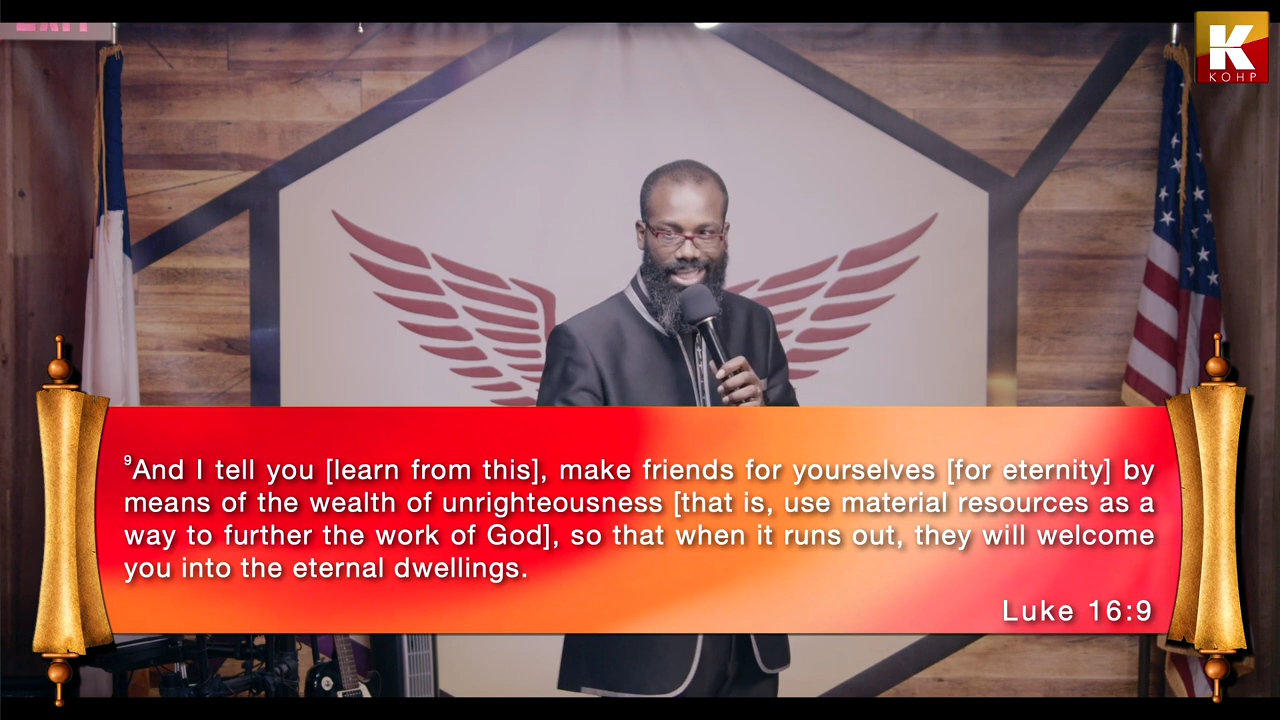 EXIT
K
KOHP
⁹And I tell you [learn from this], make friends for yourselves [for eternity] by
means of the wealth of unrighteousness [that is, use material resources as a
way to further the work of God], so that when it runs out, they will welcome
you into the eternal dwellings.
Luke 16:9